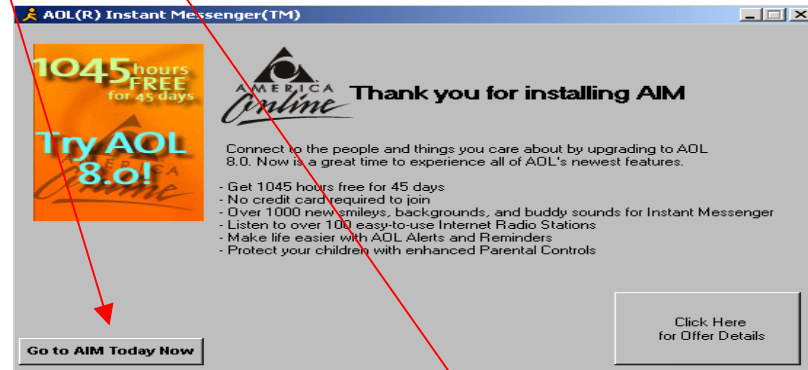 AOL(R) Instant Messenger(TM)
1045 hours
FREE
for 45 days
Try AOL
8.0!
AMERICA
Online
Thank you for installing AIM
Connect to the people and things you care about by upgrading to AOL
8.0. Now is a great time to experience all of AOL's newest features.
- Get 1045 hours free for 45 days
- No credit card required to join
- Over 1000 new smileys, backgrounds, and buddy sounds for Instant Messenger
- Listen to over 100 easy-to-use Internet Radio Stations
- Make life easier with AOL Alerts and Reminders
- Protect your children with enhanced Parental Controls
Click Here
for Offer Details
Go to AIM Today Now